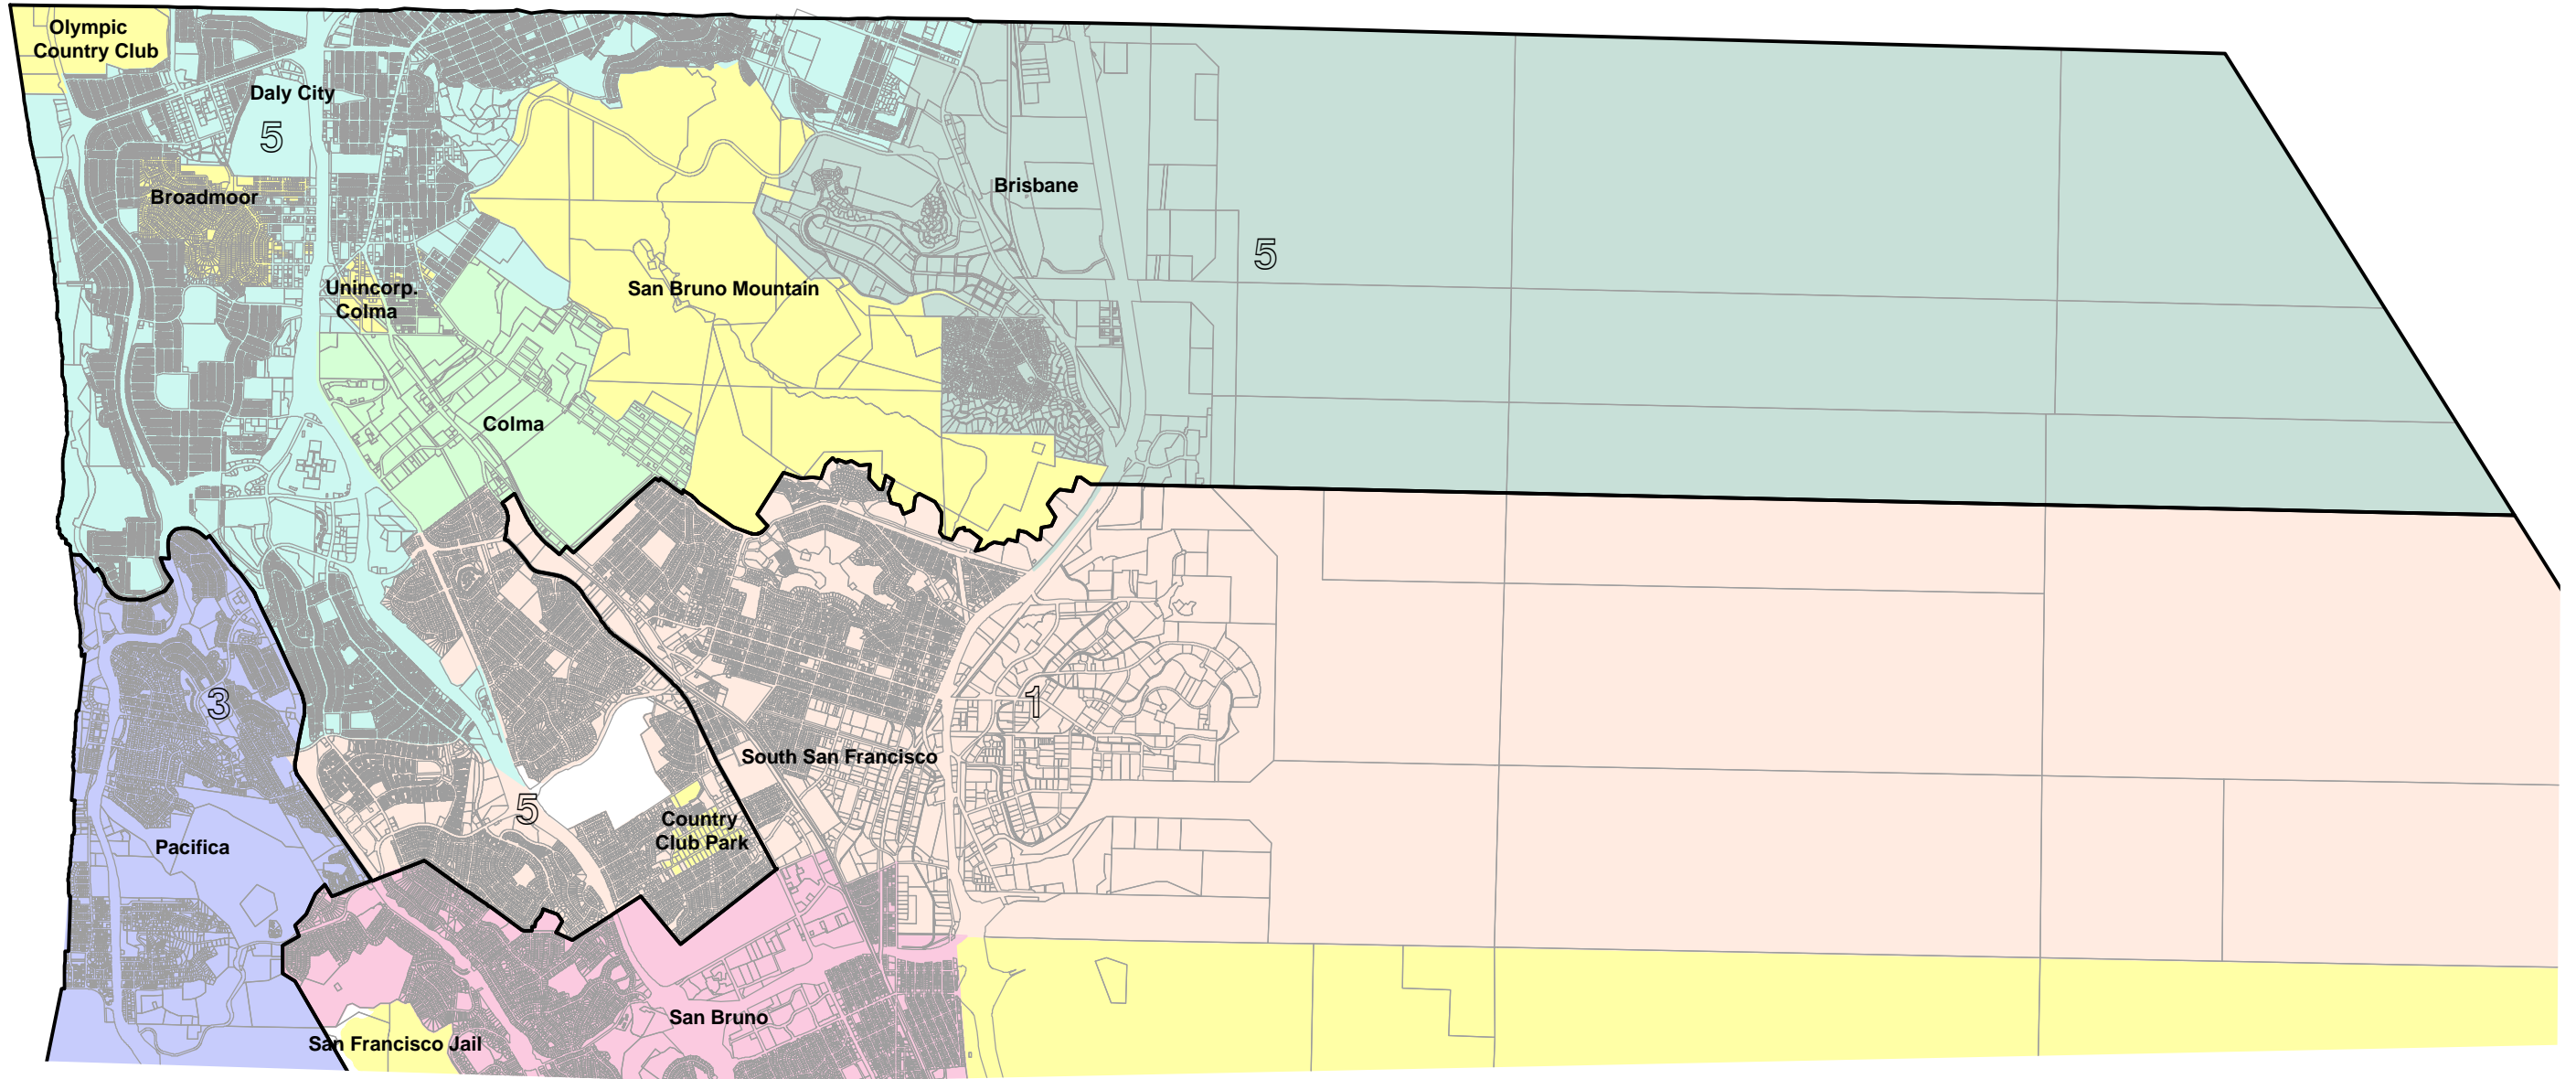 Olympic
Country Club
Daly City
5
Broadmoor
Brisbane
5
Unincorp.
Colma
San Bruno Mountain
Colma
3
1
South San Francisco
5
Country
Club Park
Pacifica
San Bruno
San Francisco Jail